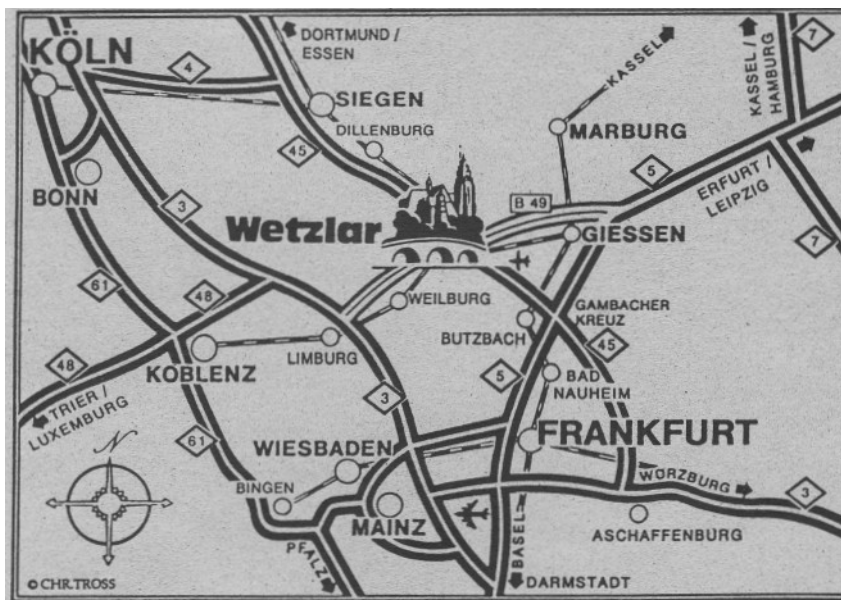 DORTMUND /
ESSEN
KÖLN
4
7
KASSEL /
HAMBURG
KASSEL
SIEGEN
DILLENBURG
MARBURG
45
5
ERFURT /
LEIPZIG
BONN
3
B 49
Wetzlar
GIESSEN
7
61
48
WEILBURG
GAMBACHER
KREUZ
BUTZBACH
45
LIMBURG
KOBLENZ
48
5
BAD
NAUHEIM
TRIER /
LUXEMBURG
3
61
N
WIESBADEN
FRANKFURT
WÜRZBURG
BINGEN
3
MAINZ
ASCHAFFENBURG
PFALZ
BASEL
DARMSTADT
© CHR.TROSS